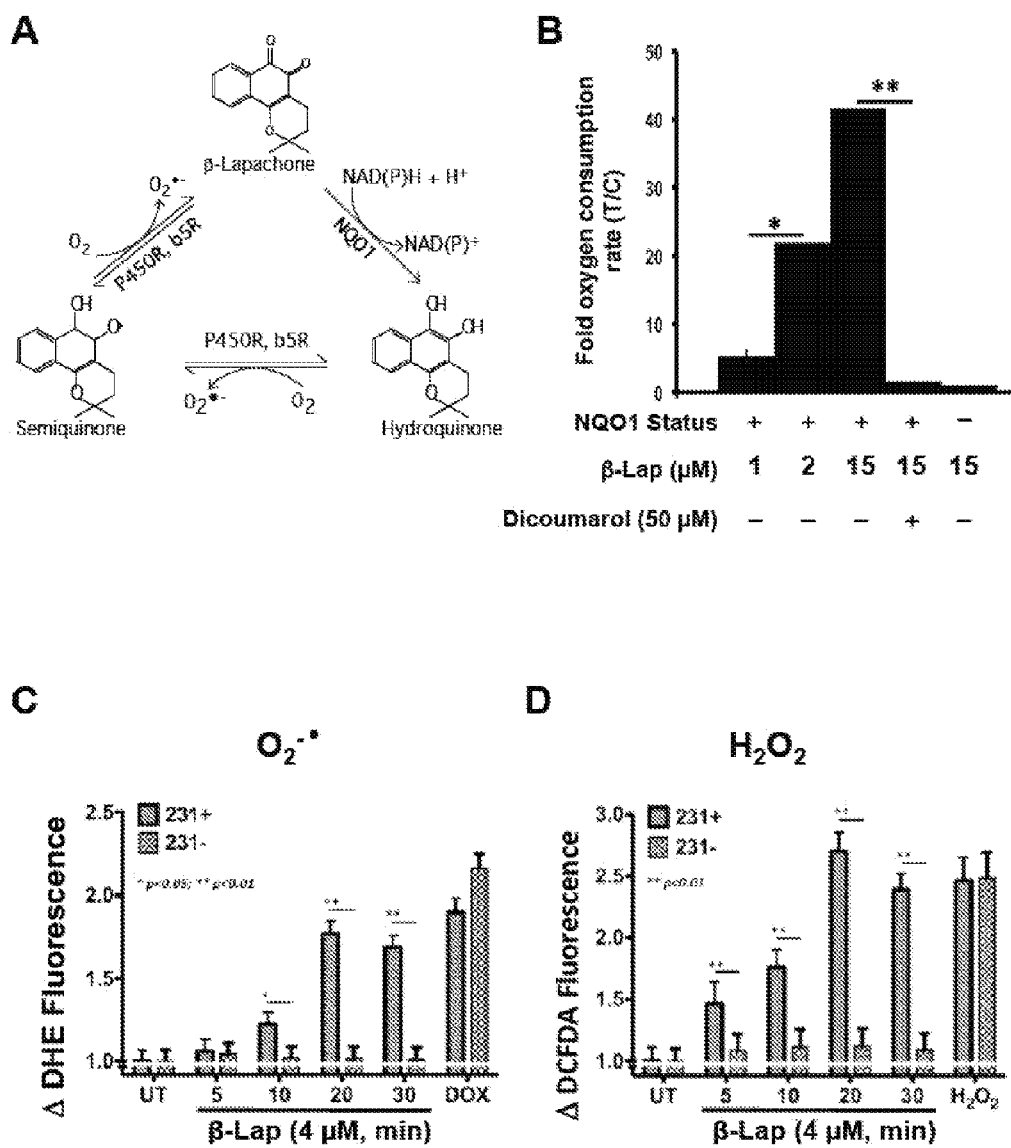 A
O O
O
β-Lapachone
O₂•-
O₂
P450R, b5R
NAD(P)H + H⁺
NQO1
NAD(P)⁺
OH
O•
O
Semiquinone
P450R, b5R
O₂•-
O₂
OH
OH
O
Hydroquinone
B
Fold oxygen consumption rate (T/C)
50
40
30
20
10
0
*
**
NQO1 Status + + + + −
β-Lap (µM) 1 2 15 15 15
Dicoumarol (50 µM) − − − + −
C
O₂-•
Δ DHE Fluorescence
2.5
2.0
1.5
1.0
231+
231-
* p<0.05; ** p<0.01
* ** **
UT 5 10 20 30 DOX
β-Lap (4 µM, min)
D
H₂O₂
Δ DCFDA Fluorescence
3.0
2.5
2.0
1.5
1.0
231+
231-
** p<0.01
** ** ** **
UT 5 10 20 30 H₂O₂
β-Lap (4 µM, min)